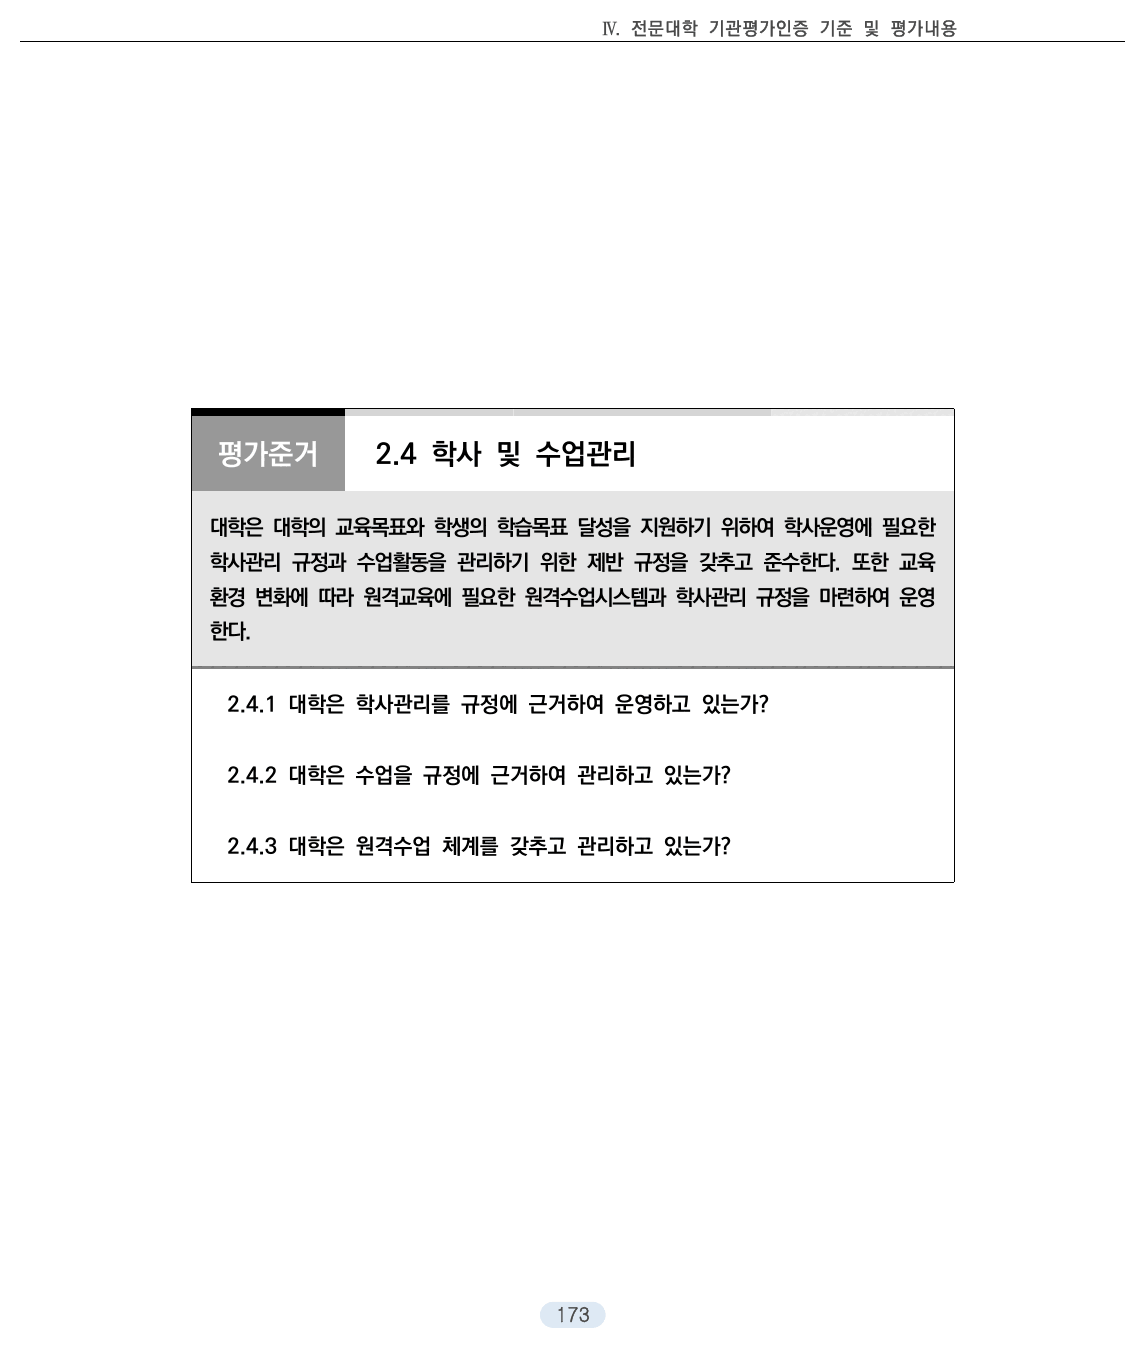 Ⅳ. 전문대학 기관평가인증 기준 및 평가내용
평가준거
2.4 학사 및 수업관리
대학은 대학의 교육목표와 학생의 학습목표 달성을 지원하기 위하여 학사운영에 필요한
학사관리 규정과 수업활동을 관리하기 위한 제반 규정을 갖추고 준수한다. 또한 교육
환경 변화에 따라 원격교육에 필요한 원격수업시스템과 학사관리 규정을 마련하여 운영
한다.
2.4.1 대학은 학사관리를 규정에 근거하여 운영하고 있는가?
2.4.2 대학은 수업을 규정에 근거하여 관리하고 있는가?
2.4.3 대학은 원격수업 체계를 갖추고 관리하고 있는가?
173